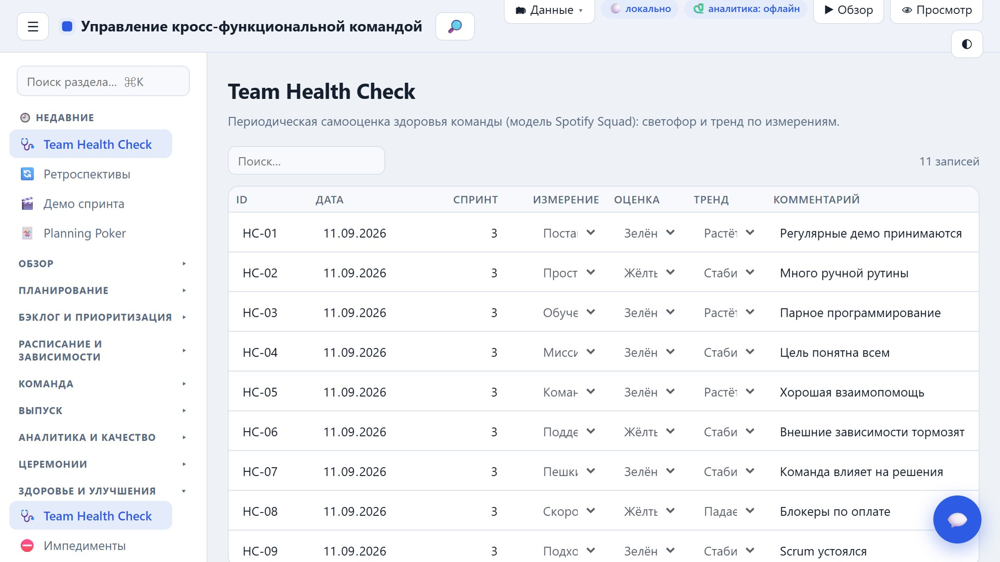 ☰ Управление кросс-функциональной командой
Данные ▾ локально аналитика: офлайн ▶ Обзор Просмотр
Поиск раздела... ⌘K
НЕДАВНИЕ
Team Health Check
Ретроспективы
Демо спринта
Planning Poker
ОБЗОР ▸
ПЛАНИРОВАНИЕ ▸
БЭКЛОГ И ПРИОРИТИЗАЦИЯ ▸
РАСПИСАНИЕ И
ЗАВИСИМОСТИ ▸
КОМАНДА ▸
ВЫПУСК ▸
АНАЛИТИКА И КАЧЕСТВО ▸
ЦЕРЕМОНИИ ▸
ЗДОРОВЬЕ И УЛУЧШЕНИЯ ▾
Team Health Check
Импедименты
Team Health Check
Периодическая самооценка здоровья команды (модель Spotify Squad): светофор и тренд по измерениям.
Поиск...
11 записей
ID ДАТА СПРИНТ ИЗМЕРЕНИЕ ОЦЕНКА ТРЕНД КОММЕНТАРИЙ
HC-01 11.09.2026 3 Поста Зелён Растёт Регулярные демо принимаются
HC-02 11.09.2026 3 Прост Жёлть Стаби Много ручной рутины
HC-03 11.09.2026 3 Обуче Зелён Растёт Парное программирование
HC-04 11.09.2026 3 Мисси Зелён Стаби Цель понятна всем
HC-05 11.09.2026 3 Коман Зелён Растёт Хорошая взаимопомощь
HC-06 11.09.2026 3 Подде Жёлть Стаби Внешние зависимости тормозят
HC-07 11.09.2026 3 Пешки Зелён Стаби Команда влияет на решения
HC-08 11.09.2026 3 Скоро Жёлть Падае Блокеры по оплате
HC-09 11.09.2026 3 Подхо Зелён Стаби Scrum устоялся